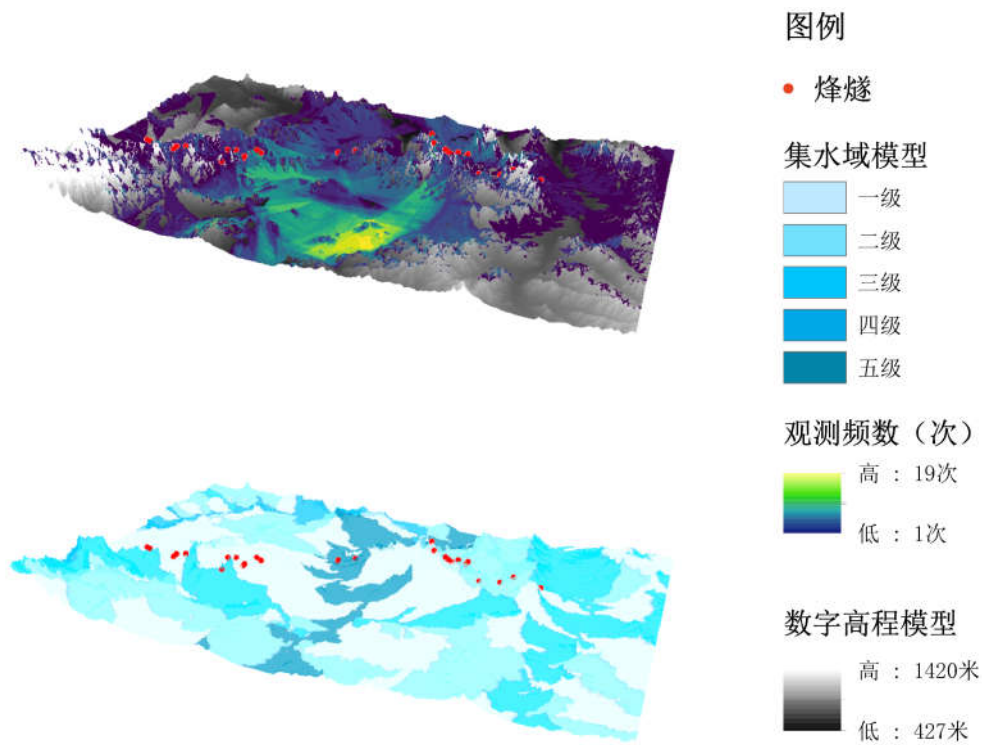 图例
烽燧
集水域模型
一级
二级
三级
四级
五级
观测频数（次）
高 : 19次
低 : 1次
数字高程模型
高 : 1420米
低 : 427米